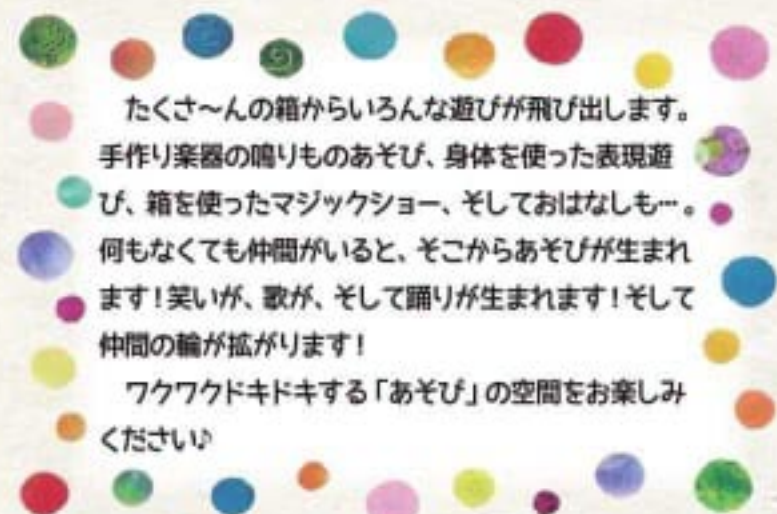 たくさ～んの箱からいろんな遊びが飛び出します。
手作り楽器の鳴りものあそび、身体を使った表現遊
び、箱を使ったマジックショー、そしておはなしも…。
何もなくても仲間がいると、そこからあそびが生まれ
ます！笑いが、歌が、そして踊りが生まれます！そして
仲間の輪が拡がります！
ワクワクドキドキする「あそび」の空間をお楽しみ
ください♪